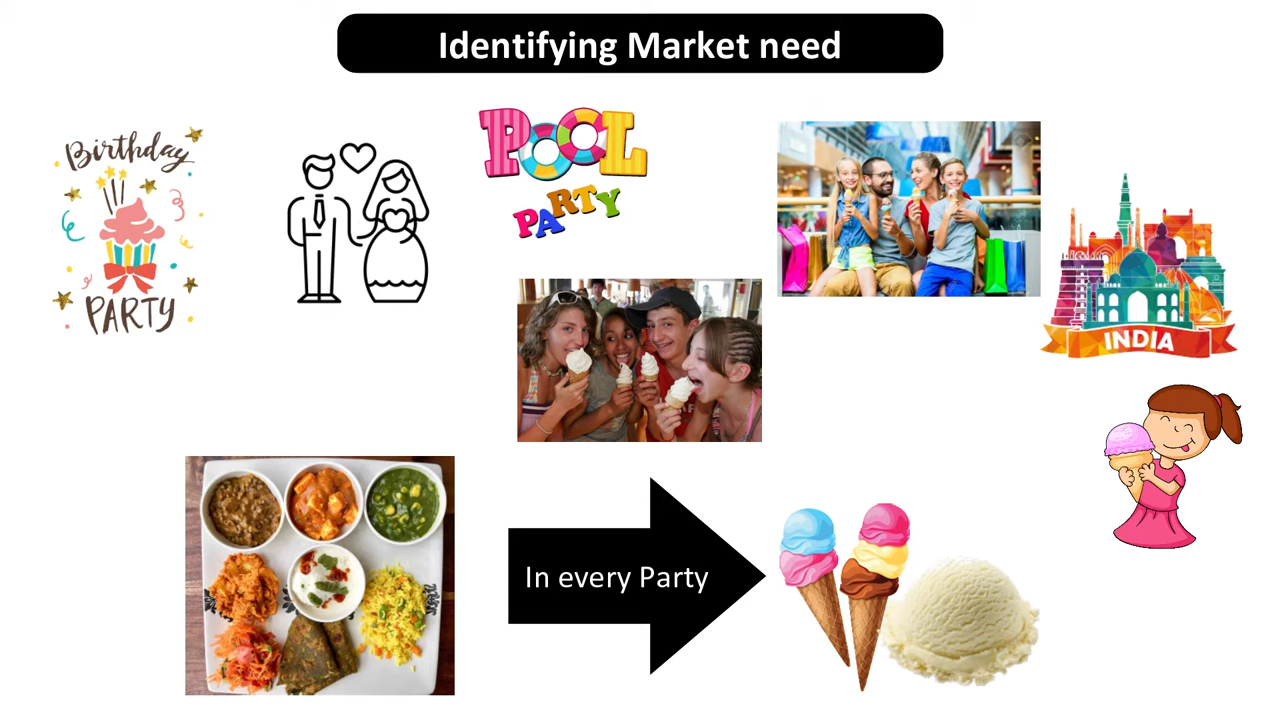 Identifying Market need
Birthday
PARTY
POOL
PARTY
INDIA
In every Party